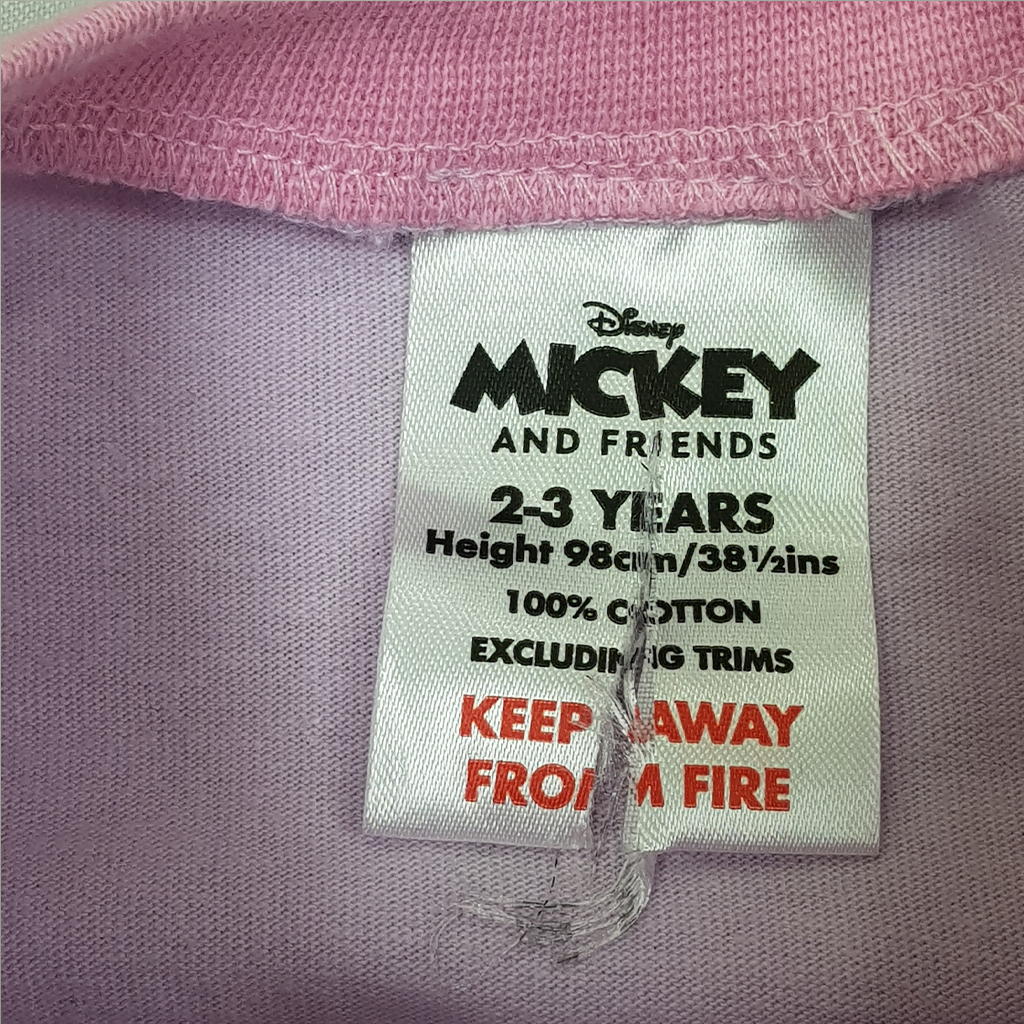 Disney
MICKEY
AND FRIENDS
2-3 YEARS
Height 98cm/38½ins
100% COTTON
EXCLUDING TRIMS
KEEP AWAY
FROM FIRE